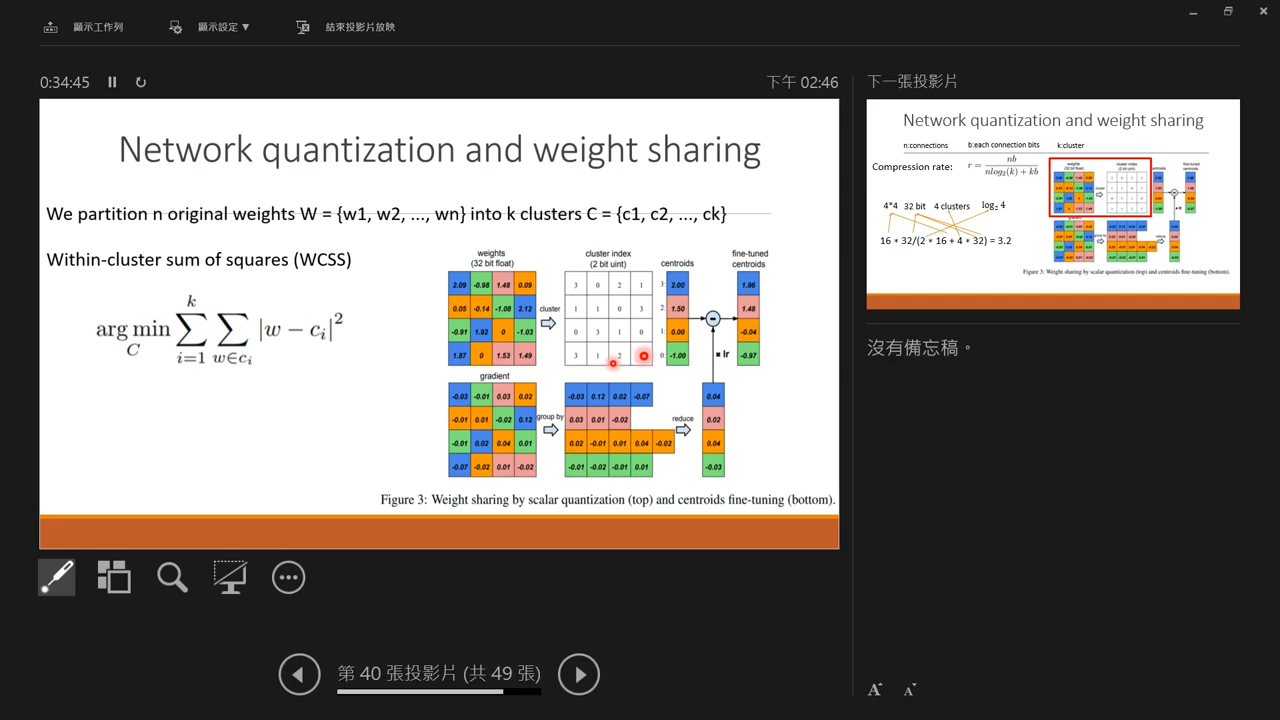 顯示工作列 顯示設定 ▼ 結束投影片放映
0:34:45 下午 02:46
Network quantization and weight sharing
We partition n original weights W = {w1, w2, ..., wn} into k clusters C = {c1, c2, ..., ck}
Within-cluster sum of squares (WCSS)
arg min C k ∑ i=1 ∑ w∈ci |w − ci|²
weights (32 bit float) cluster index (2 bit uint) centroids fine-tuned centroids
2.09 -0.98 1.48 0.09 3 0 2 1 3: 2.00 1.96
0.05 -0.14 -1.08 2.12 cluster 1 1 0 3 2: 1.50 1.48
-0.91 1.92 0 -1.03 0 3 1 0 1: 0.00 -0.04
1.87 0 1.53 1.49 3 1 2 0: -1.00 × lr -0.97
gradient
-0.03 -0.01 0.03 0.02 -0.03 0.12 0.02 -0.07 0.04
-0.01 0.01 -0.02 0.12 group by 0.03 0.01 -0.02 reduce 0.02
-0.01 0.02 0.04 0.01 0.02 -0.01 0.01 0.04 -0.02 0.04
-0.07 -0.02 0.01 -0.02 -0.01 -0.02 -0.01 0.01 -0.03
Figure 3: Weight sharing by scalar quantization (top) and centroids fine-tuning (bottom).
第 40 張投影片 (共 49 張)
下一張投影片
Network quantization and weight sharing
n:connections b:each connection bits k:cluster
Compression rate: r = nb / nlog₂(k) + kb
4*4 32 bit 4 clusters log₂ 4
16 * 32/(2 * 16 + 4 * 32) = 3.2
Figure 3: Weight sharing by scalar quantization (top) and centroids fine-tuning (bottom).
沒有備忘稿。
A A